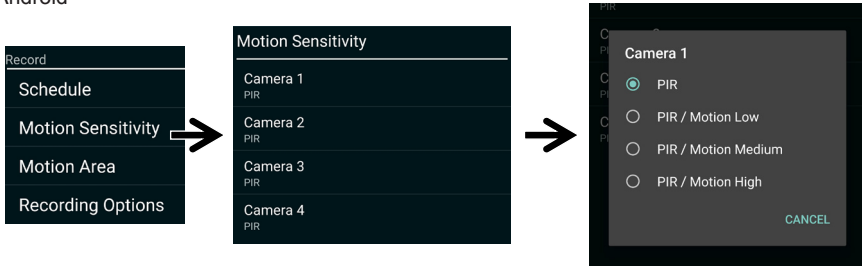 Android
Record
Schedule
Motion Sensitivity
Motion Area
Recording Options
Motion Sensitivity
Camera 1
PIR
Camera 2
PIR
Camera 3
PIR
Camera 4
PIR
PIR
Camera 1
PIR
PIR / Motion Low
PIR / Motion Medium
PIR / Motion High
CANCEL